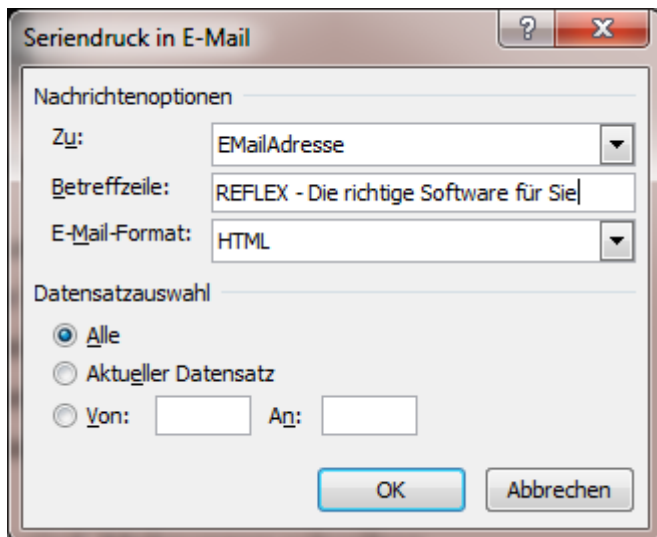 Seriendruck in E-Mail
Nachrichtenoptionen
Zu: EMailAdresse
Betreffzeile: REFLEX - Die richtige Software für Sie
E-Mail-Format: HTML
Datensatzauswahl
Alle
Aktueller Datensatz
Von: An:
OK Abbrechen